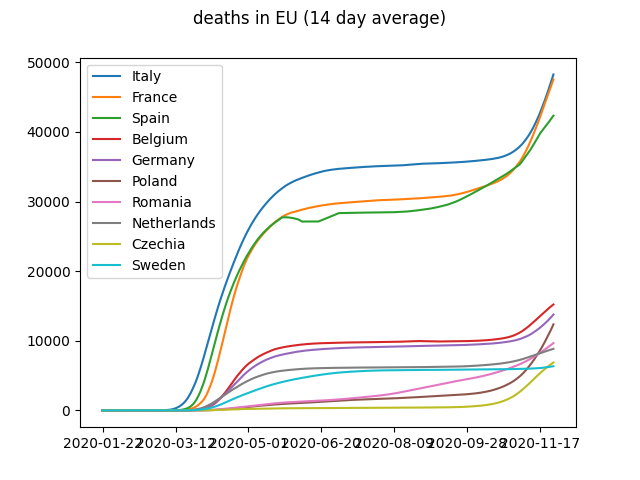 deaths in EU (14 day average)
50000
40000
30000
20000
10000
0
Italy
France
Spain
Belgium
Germany
Poland
Romania
Netherlands
Czechia
Sweden
2020-01-22 2020-03-12 2020-05-01 2020-06-20 2020-08-09 2020-09-28 2020-11-17